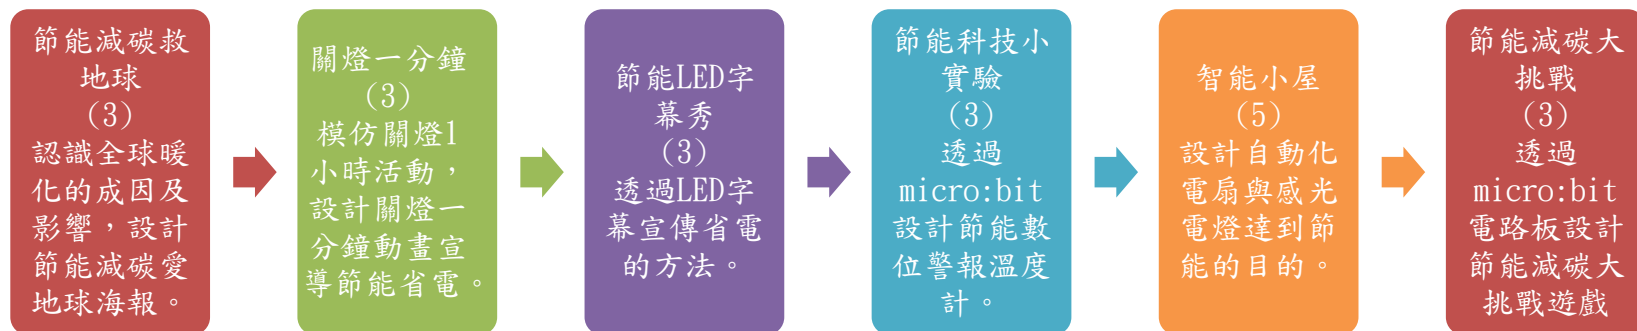 節能減碳救
地球
(3)
認識全球暖
化的成因及
影響，設計
節能減碳愛
地球海報。
關燈一分鐘
(3)
模仿關燈1
小時活動，
設計關燈一
分鐘動畫宣
導節能省電。
節能LED字
幕秀
(3)
透過LED字
幕宣傳省電
的方法。
節能科技小
實驗
(3)
透過
micro:bit
設計節能數
位警報溫度
計。
智能小屋
(5)
設計自動化
電扇與感光
電燈達到節
能的目的。
節能減碳大
挑戰
(3)
透過
micro:bit
電路板設計
節能減碳大
挑戰遊戲